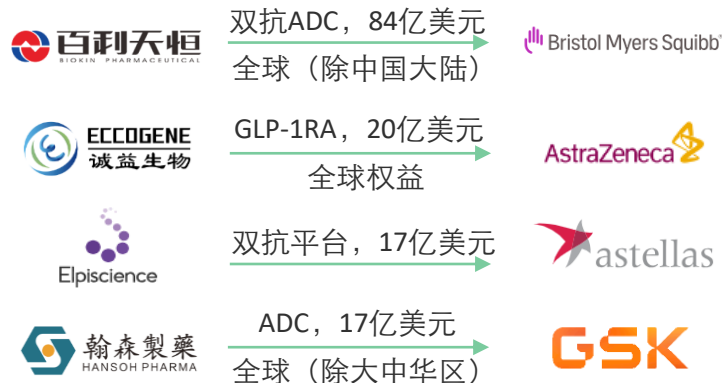 百利天恒
BIOKIN PHARMACEUTICAL
双抗ADC，84亿美元
全球（除中国大陆）
Bristol Myers Squibb
ECCOGENE
诚益生物
GLP-1RA，20亿美元
全球权益
AstraZeneca
Elpiscience
双抗平台，17亿美元
astellas
翰森製藥
HANSOH PHARMA
ADC，17亿美元
全球（除大中华区）
GSK